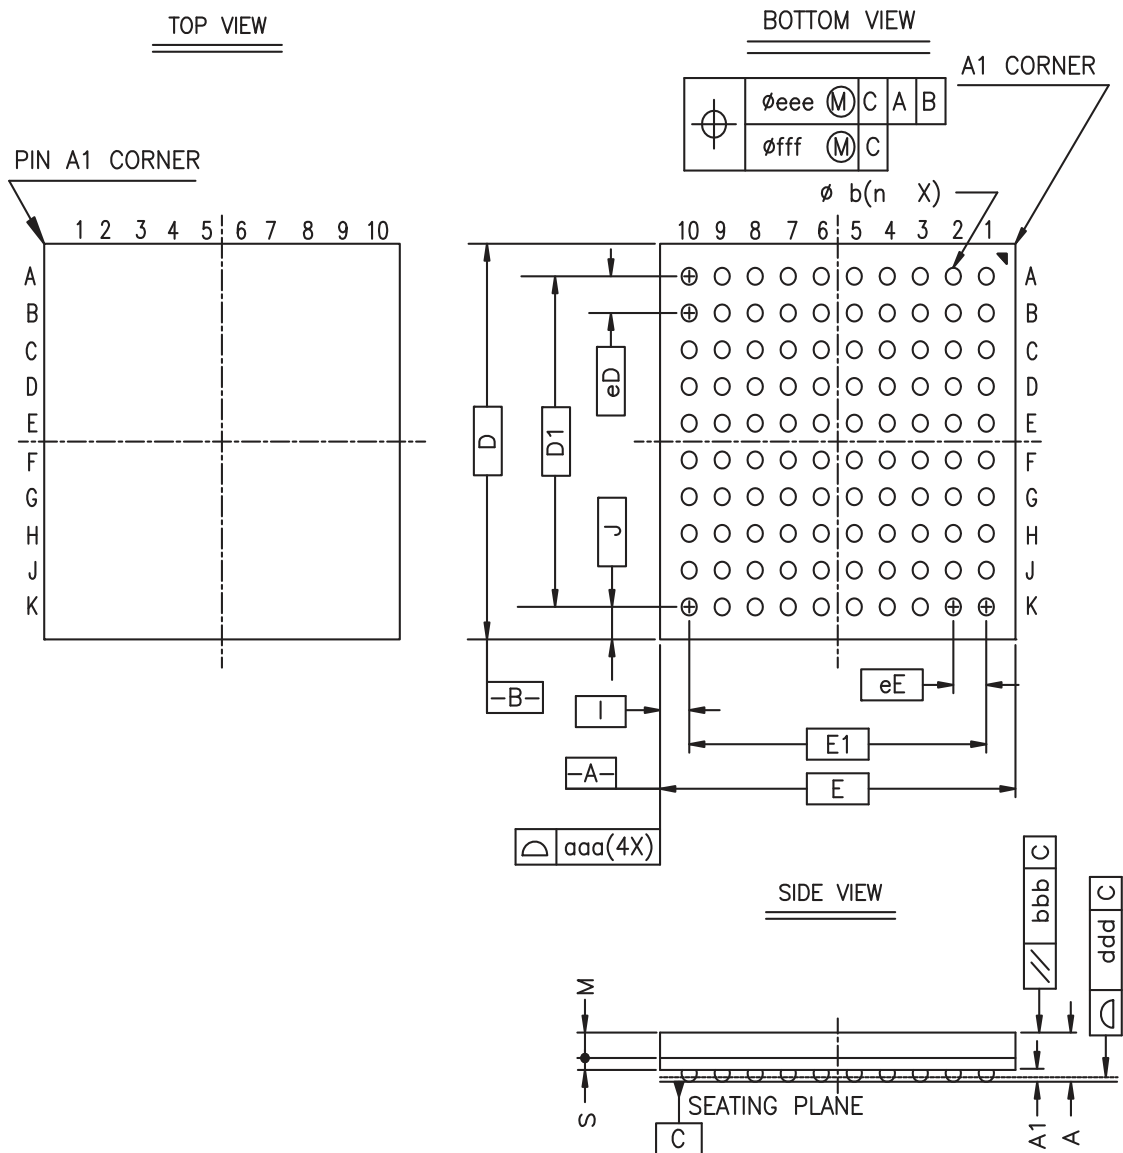 TOP VIEW
BOTTOM VIEW
A1 CORNER
øeee Ⓜ C A B
øfff Ⓜ C
PIN A1 CORNER
ø b(n X)
1 2 3 4 5 6 7 8 9 10
10 9 8 7 6 5 4 3 2 1
A
B
C
D
E
F
G
H
J
K
A
B
C
D
E
F
G
H
J
K
eD
D
D1
J
-B-
I
eE
E1
-A-
E
aaa(4X)
SIDE VIEW
// bbb C
ddd C
M
S
SEATING PLANE
C
A1
A